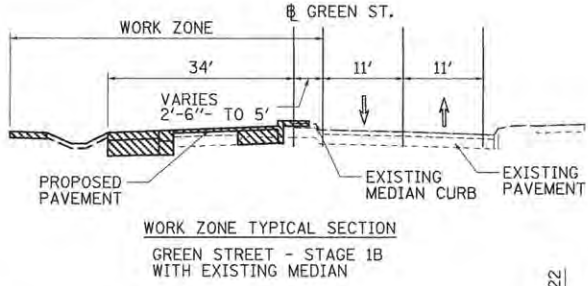 ℄ GREEN ST.
WORK ZONE
34'
11'
11'
VARIES
2'-6"- TO 5'
PROPOSED
PAVEMENT
EXISTING
MEDIAN CURB
EXISTING
PAVEMENT
WORK ZONE TYPICAL SECTION
GREEN STREET - STAGE 1B
WITH EXISTING MEDIAN
22